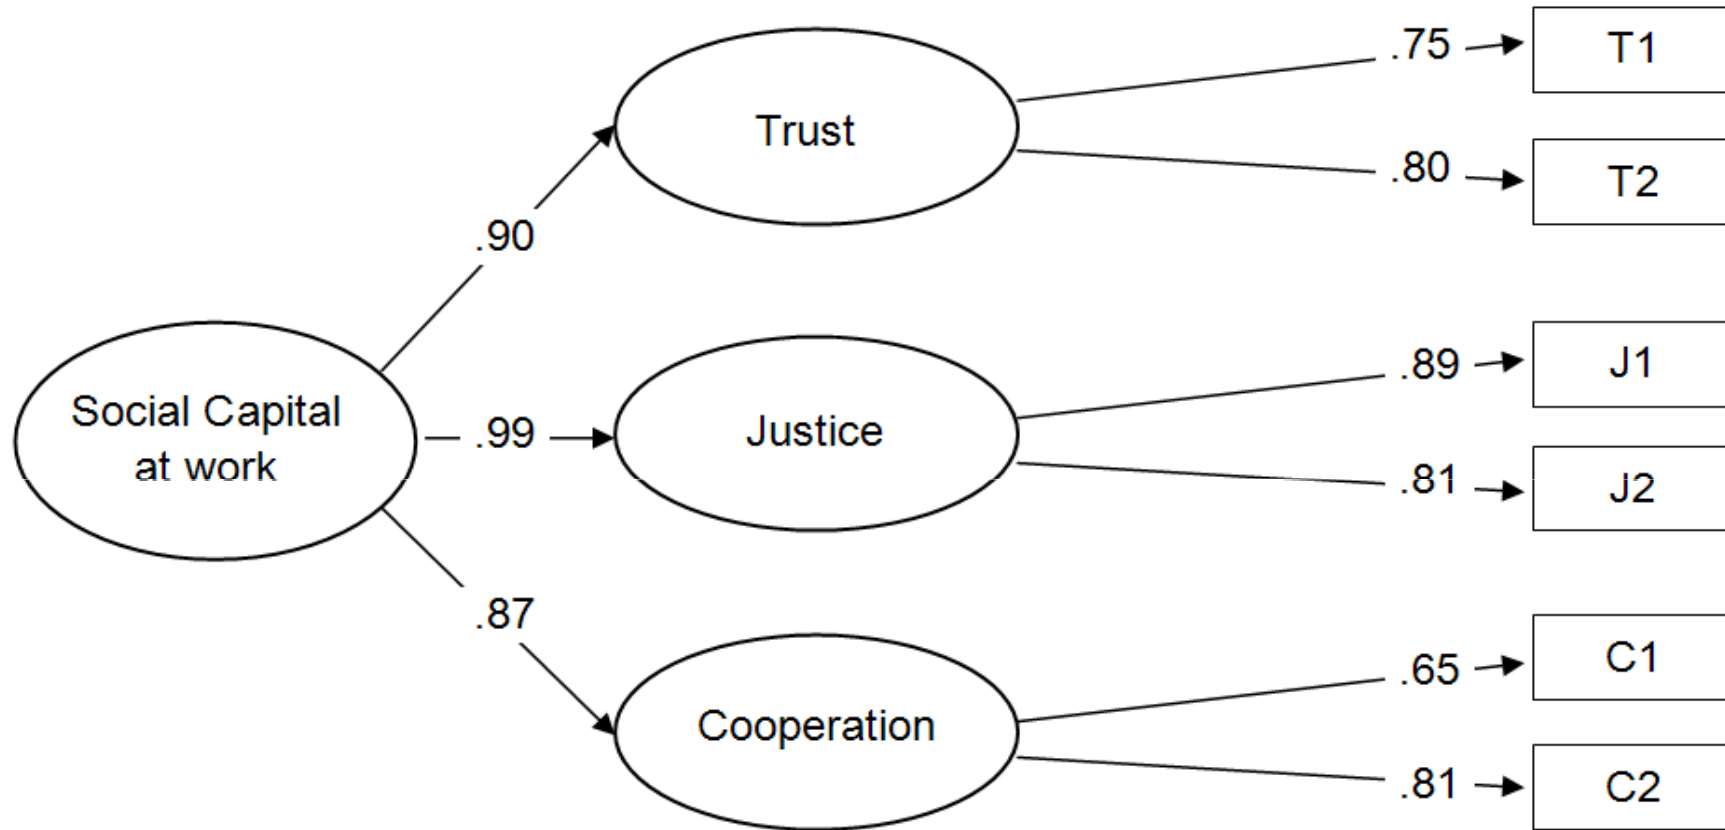 .75
T1
Trust
.80
T2
.90
.89
J1
Social Capital
at work
.99
Justice
.81
J2
.87
.65
C1
Cooperation
.81
C2